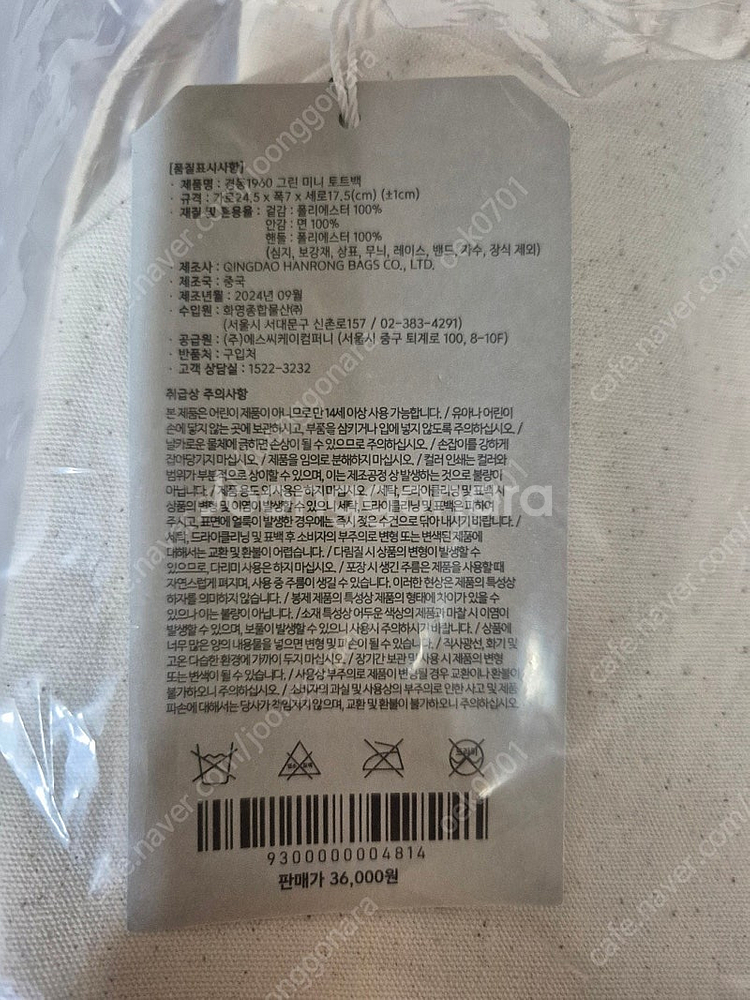 [품질표시사항]
· 제품명 : 경동1960 그린 미니 토트백
· 규격 : 가로24.5 x 폭7 x 세로17.5(cm) (±1cm)
· 재질 및 혼용율 : 겉감 : 폴리에스터 100%
안감 : 면 100%
핸들 : 폴리에스터 100%
(심지, 보강재, 상표, 무늬, 레이스, 밴드, 자수, 장식 제외)
· 제조사 : QINGDAO HANRONG BAGS CO., LTD.
· 제조국 : 중국
· 제조년월 : 2024년 09월
· 수입원 : 화명종합물산㈜
(서울시 서대문구 신촌로157 / 02-383-4291)
· 공급원 : (주)에스씨케이컴퍼니 (서울시 중구 퇴계로 100, 8-10F)
· 반품처 : 구입처
· 고객 상담실 : 1522-3232
취급상 주의사항
본 제품은 어린이 제품이 아니므로 만 14세 이상 사용 가능합니다. / 유아나 어린이
손에 닿지 않는 곳에 보관하시고, 부품을 삼키거나 입에 넣지 않도록 주의하십시오. /
날카로운 물체에 긁히면 손상이 될 수 있으므로 주의하십시오. / 손잡이를 강하게
잡아당기지 마십시오. / 제품을 임의로 분해하지 마십시오. / 컬러 인쇄는 컬러와
범위가 부분적으로 상이할 수 있으며, 이는 제조공정 상 발생하는 것으로 불량이
아닙니다. / 제품 용도 외 사용은 하지 마십시오. / 세탁, 드라이클리닝 및 표백 시
상품의 변형, 이염이 발생할 수 있으니 세탁, 드라이클리닝 및 표백은 피하여
주시고, 표면에 얼룩이 발생한 경우에는 즉시 젖은 수건으로 닦아 내시기 바랍니다. /
세탁, 드라이클리닝 및 표백 후 소비자의 부주의로 변형 또는 변색된 제품에
대해서는 교환 및 환불이 어렵습니다. / 다림질 시 상품의 변형이 발생할 수
있으므로, 다리미 사용은 하지 마십시오. / 포장 시 생긴 주름은 제품을 사용할 때
자연스럽게 펴지며, 사용 중 주름이 생길 수 있습니다. 이러한 현상은 제품의 특성상
하자를 의미하지 않습니다. / 봉제 제품의 특성상 제품의 형태에 차이가 있을 수
있으나 이는 불량이 아닙니다. / 소재 특성상 어두운 색상의 제품과 마찰 시 이염이
발생할 수 있으며, 보풀이 발생할 수 있으니 사용시 주의하시기 바랍니다. / 상품에
너무 많은 양의 내용물을 넣으면 변형 및 파손이 될 수 있습니다. / 직사광선, 화기 및
고온 다습한 환경에 가까이 두지 마십시오. / 장기간 보관 및 사용 시 제품의 변형
또는 변색이 될 수 있습니다. / 사용상 부주의로 제품이 변형될 경우 교환이나 환불이
불가하오니 주의하십시오. / 소비자의 과실 및 사용상의 부주의로 인한 사고 및 제품
파손에 대해서는 당사가 책임지지 않으며, 교환 및 환불이 불가하오니 주의하십시오.
9300000004814
판매가 36,000원
joonggonara
cafe.naver.com/joonggonara
oek0701